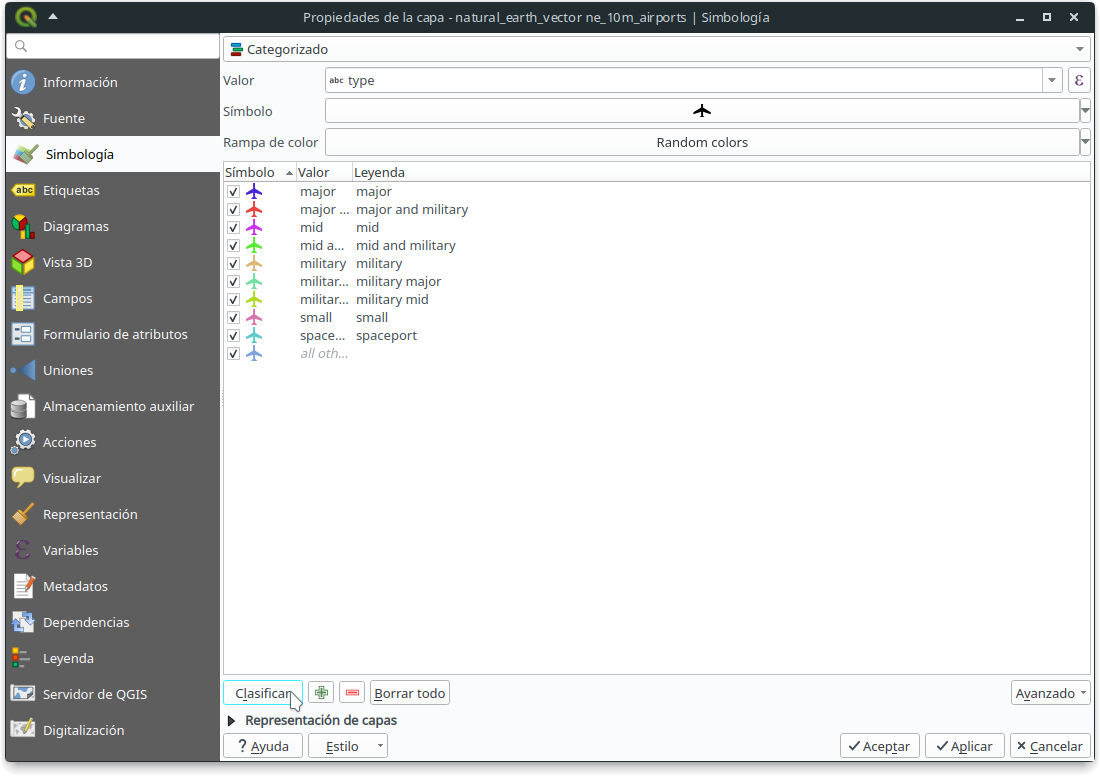 Propiedades de la capa - natural_earth_vector ne_10m_airports | Simbología
Categorizado
Información
Fuente
Simbología
abc Etiquetas
Diagramas
Vista 3D
Campos
Formulario de atributos
Uniones
Almacenamiento auxiliar
Acciones
Visualizar
Representación
Variables
Metadatos
Dependencias
Leyenda
Servidor de QGIS
Digitalización
Valor abc type ε
Símbolo
Rampa de color Random colors
Símbolo Valor Leyenda
major major
major ... major and military
mid mid
mid a... mid and military
military military
militar... military major
militar... military mid
small small
space... spaceport
all oth...
Clasificar Borrar todo Avanzado
Representación de capas
? Ayuda Estilo Aceptar Aplicar Cancelar